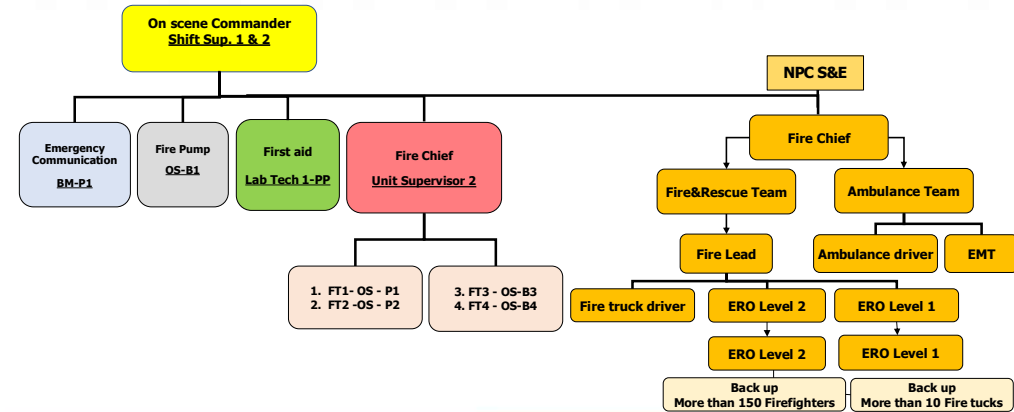 On scene Commander
Shift Sup. 1 & 2
NPC S&E
Emergency
Communication
BM-P1
Fire Pump
OS-B1
First aid
Lab Tech 1-PP
Fire Chief
Unit Supervisor 2
Fire Chief
Fire&Rescue Team
Ambulance Team
Fire Lead
Ambulance driver
EMT
1. FT1- OS - P1
2. FT2 -OS - P2
3. FT3 - OS-B3
4. FT4 - OS-B4
Fire truck driver
ERO Level 2
ERO Level 1
ERO Level 2
ERO Level 1
Back up
More than 150 Firefighters
Back up
More than 10 Fire tucks